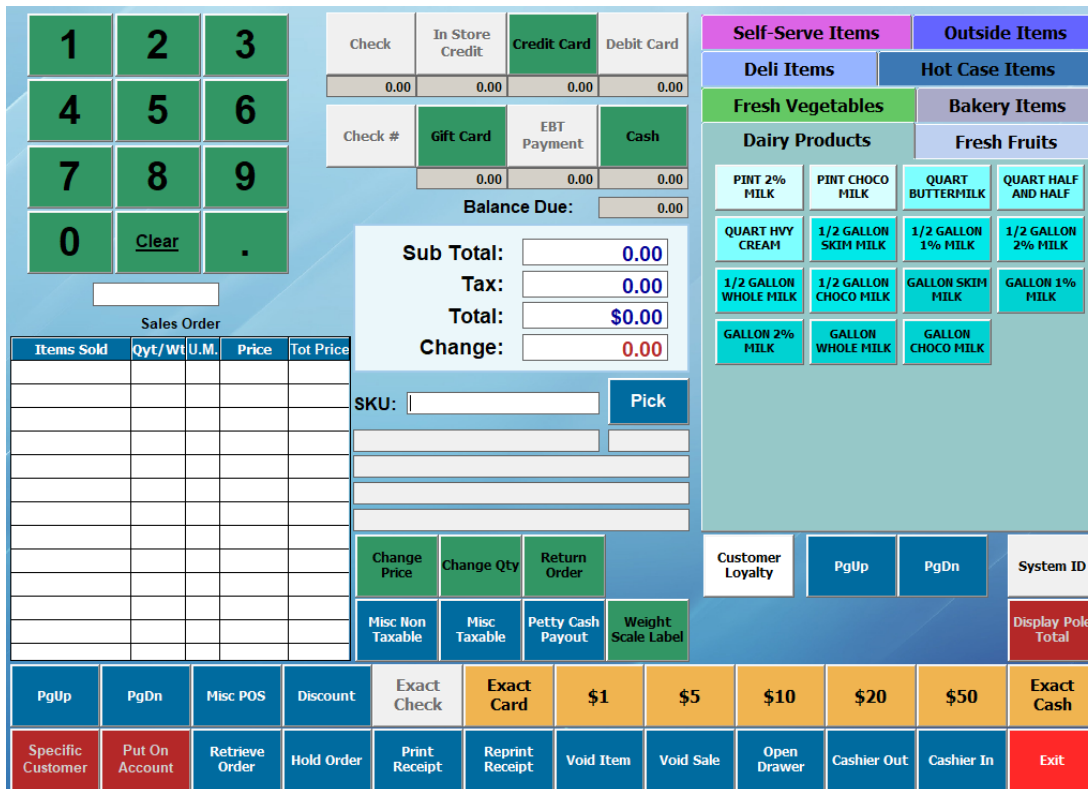 1 2 3
4 5 6
7 8 9
0 Clear .
Sales Order
Items Sold Qyt/Wt U.M. Price Tot Price
Check In Store Credit Credit Card Debit Card
0.00 0.00 0.00 0.00
Check # Gift Card EBT Payment Cash
0.00 0.00 0.00
Balance Due: 0.00
Sub Total: 0.00
Tax: 0.00
Total: $0.00
Change: 0.00
SKU: Pick
Change Price Change Qty Return Order
Misc Non Taxable Misc Taxable Petty Cash Payout Weight Scale Label
Self-Serve Items Outside Items
Deli Items Hot Case Items
Fresh Vegetables Bakery Items
Dairy Products Fresh Fruits
PINT 2% MILK PINT CHOCO MILK QUART BUTTERMILK QUART HALF AND HALF
QUART HVY CREAM 1/2 GALLON SKIM MILK 1/2 GALLON 1% MILK 1/2 GALLON 2% MILK
1/2 GALLON WHOLE MILK 1/2 GALLON CHOCO MILK GALLON SKIM MILK GALLON 1% MILK
GALLON 2% MILK GALLON WHOLE MILK GALLON CHOCO MILK
Customer Loyalty PgUp PgDn System ID
Display Pole Total
PgUp PgDn Misc POS Discount Exact Check Exact Card $1 $5 $10 $20 $50 Exact Cash
Specific Customer Put On Account Retrieve Order Hold Order Print Receipt Reprint Receipt Void Item Void Sale Open Drawer Cashier Out Cashier In Exit